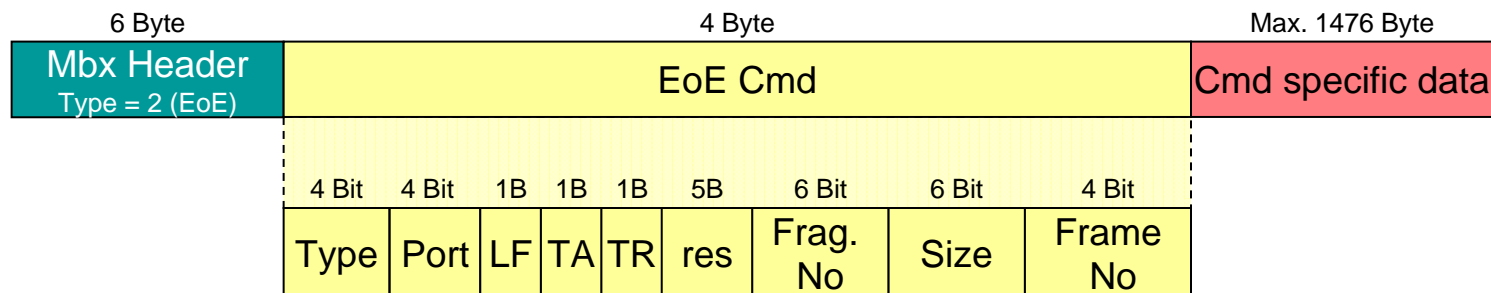 6 Byte 4 Byte Max. 1476 Byte
Mbx Header EoE Cmd Cmd specific data
Type = 2 (EoE)
4 Bit 4 Bit 1B 1B 1B 5B 6 Bit 6 Bit 4 Bit
Type Port LF TA TR res Frag. No Size Frame No